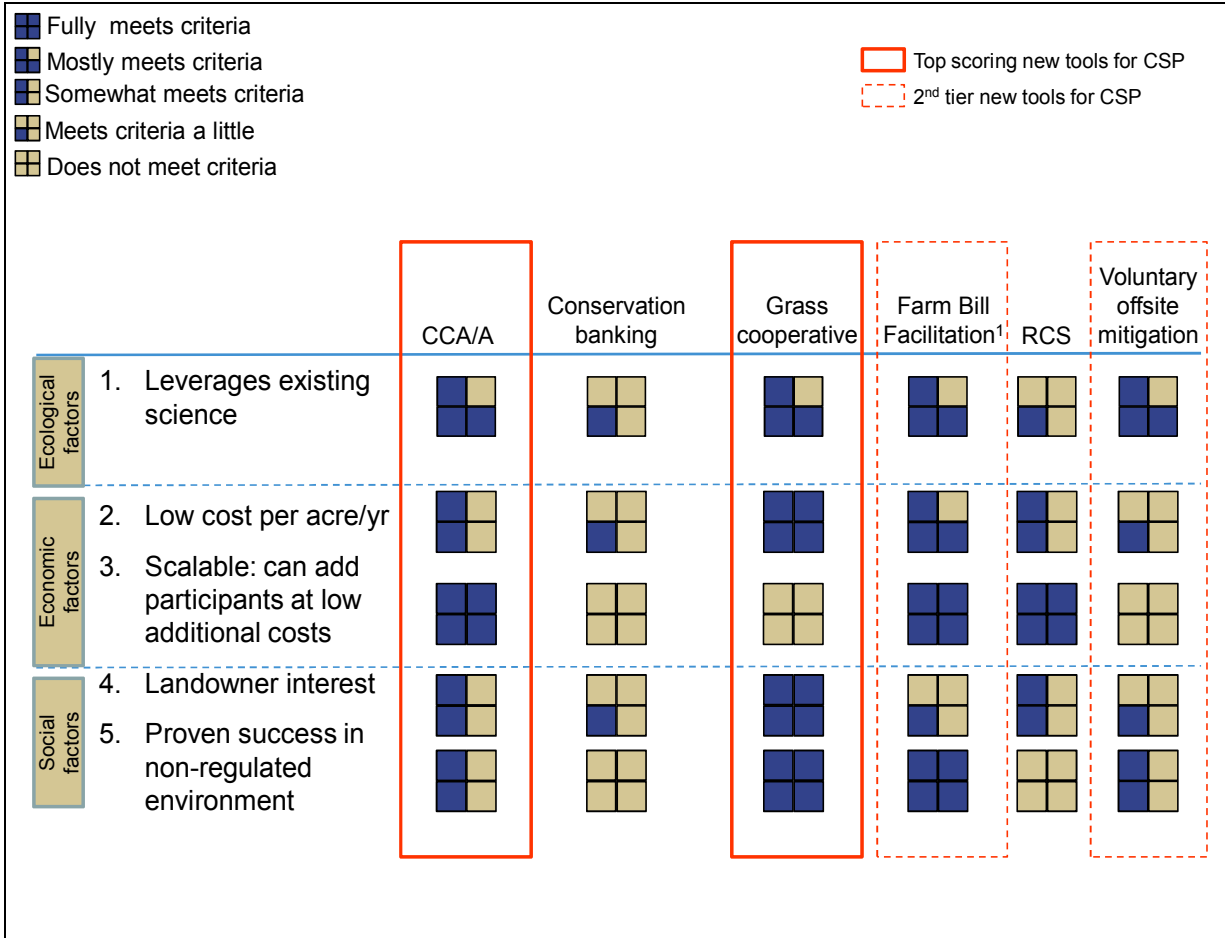 Fully meets criteria
Mostly meets criteria
Somewhat meets criteria
Meets criteria a little
Does not meet criteria
Top scoring new tools for CSP
2nd tier new tools for CSP
CCA/A
Conservation
banking
Grass
cooperative
Farm Bill
Facilitation1
RCS
Voluntary
offsite
mitigation
Ecological
factors
1. Leverages existing
science
Economic
factors
2. Low cost per acre/yr
3. Scalable: can add
participants at low
additional costs
Social
factors
4. Landowner interest
5. Proven success in
non-regulated
environment